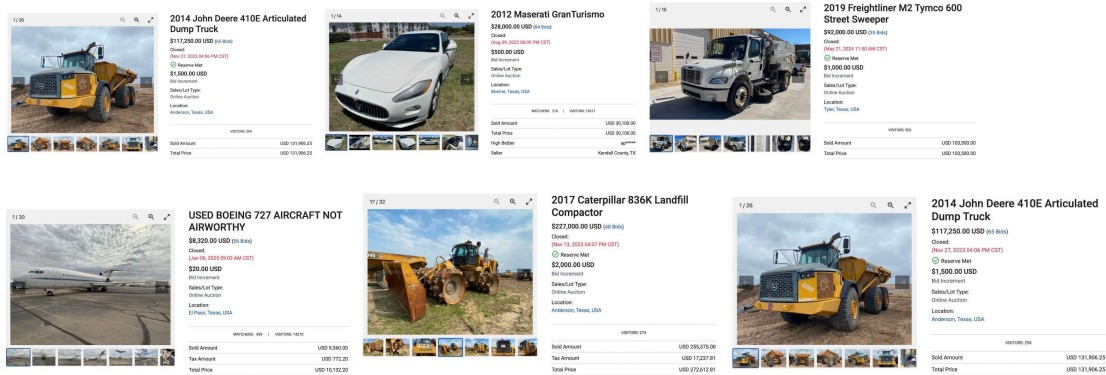 1/26
2014 John Deere 410E Articulated
Dump Truck
$117,250.00 USD (65 Bids)
Closed:
(Nov 27, 2023 04:06 PM CST)
Reserve Met
$1,500.00 USD
Bid Increment
Sales/Lot Type:
Online Auction
Location:
Anderson, Texas, USA
VISITORS: 294
Sold Amount USD 131,906.25
Total Price USD 131,906.25
1/14
2012 Maserati GranTurismo
$28,000.00 USD (84 Bids)
Closed:
(Aug 09, 2022 06:05 PM CST)
$500.00 USD
Bid Increment
Sales/Lot Type:
Online Auction
Location:
Boerne, Texas, USA
Sold Amount USD 30,100.00
Total Price USD 30,100.00
High Bidder ap*****
Seller Kendall County, TX
1/15
2019 Freightliner M2 Tymco 600
Street Sweeper
$92,000.00 USD (35 Bids)
Closed:
(May 21, 2024 11:50 AM CST)
Reserve Met
$1,000.00 USD
Bid Increment
Sales/Lot Type:
Online Auction
Location:
Tyler, Texas, USA
Sold Amount USD 103,500.00
Total Price USD 103,500.00
1/30
USED BOEING 727 AIRCRAFT NOT
AIRWORTHY
$8,320.00 USD (56 Bids)
Closed:
(Jan 06, 2025 09:03 AM CST)
$20.00 USD
Bid Increment
Sales/Lot Type:
Online Auction
Location:
El Paso, Texas, USA
WATCHERS: 409 | VISITORS: 14210
Sold Amount USD 9,360.00
Tax Amount USD 772.20
Total Price USD 10,132.20
17/32
2017 Caterpillar 836K Landfill
Compactor
$227,000.00 USD (48 Bids)
Closed:
(Nov 13, 2023 04:07 PM CST)
Reserve Met
$2,000.00 USD
Bid Increment
Sales/Lot Type:
Online Auction
Location:
Anderson, Texas, USA
VISITORS: 274
Sold Amount USD 255,375.00
Tax Amount USD 17,237.81
Total Price USD 272,612.81
1/26
2014 John Deere 410E Articulated
Dump Truck
$117,250.00 USD (65 Bids)
Closed:
(Nov 27, 2023 04:06 PM CST)
Reserve Met
$1,500.00 USD
Bid Increment
Sales/Lot Type:
Online Auction
Location:
Anderson, Texas, USA
VISITORS: 294
Sold Amount USD 131,906.25
Total Price USD 131,906.25